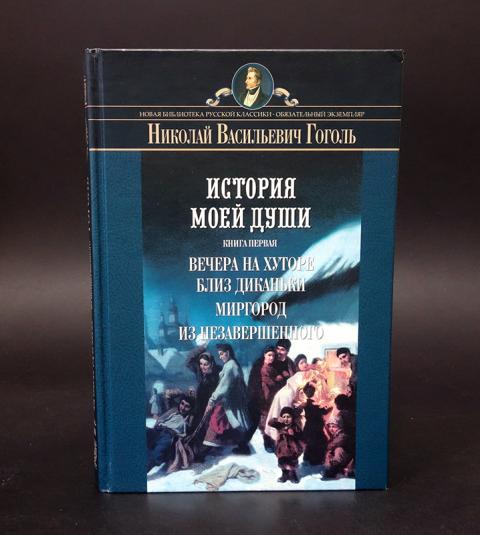 НОВАЯ БИБЛИОТЕКА РУССКОЙ КЛАССИКИ · ОБЯЗАТЕЛЬНЫЙ ЭКЗЕМПЛЯР
НИКОЛАЙ ВАСИЛЬЕВИЧ ГОГОЛЬ
ИСТОРИЯ
МОЕЙ ДУШИ
КНИГА ПЕРВАЯ
ВЕЧЕРА НА ХУТОРЕ
БЛИЗ ДИКАНЬКИ
МИРГОРОД
ИЗ НЕЗАВЕРШЕННОГО